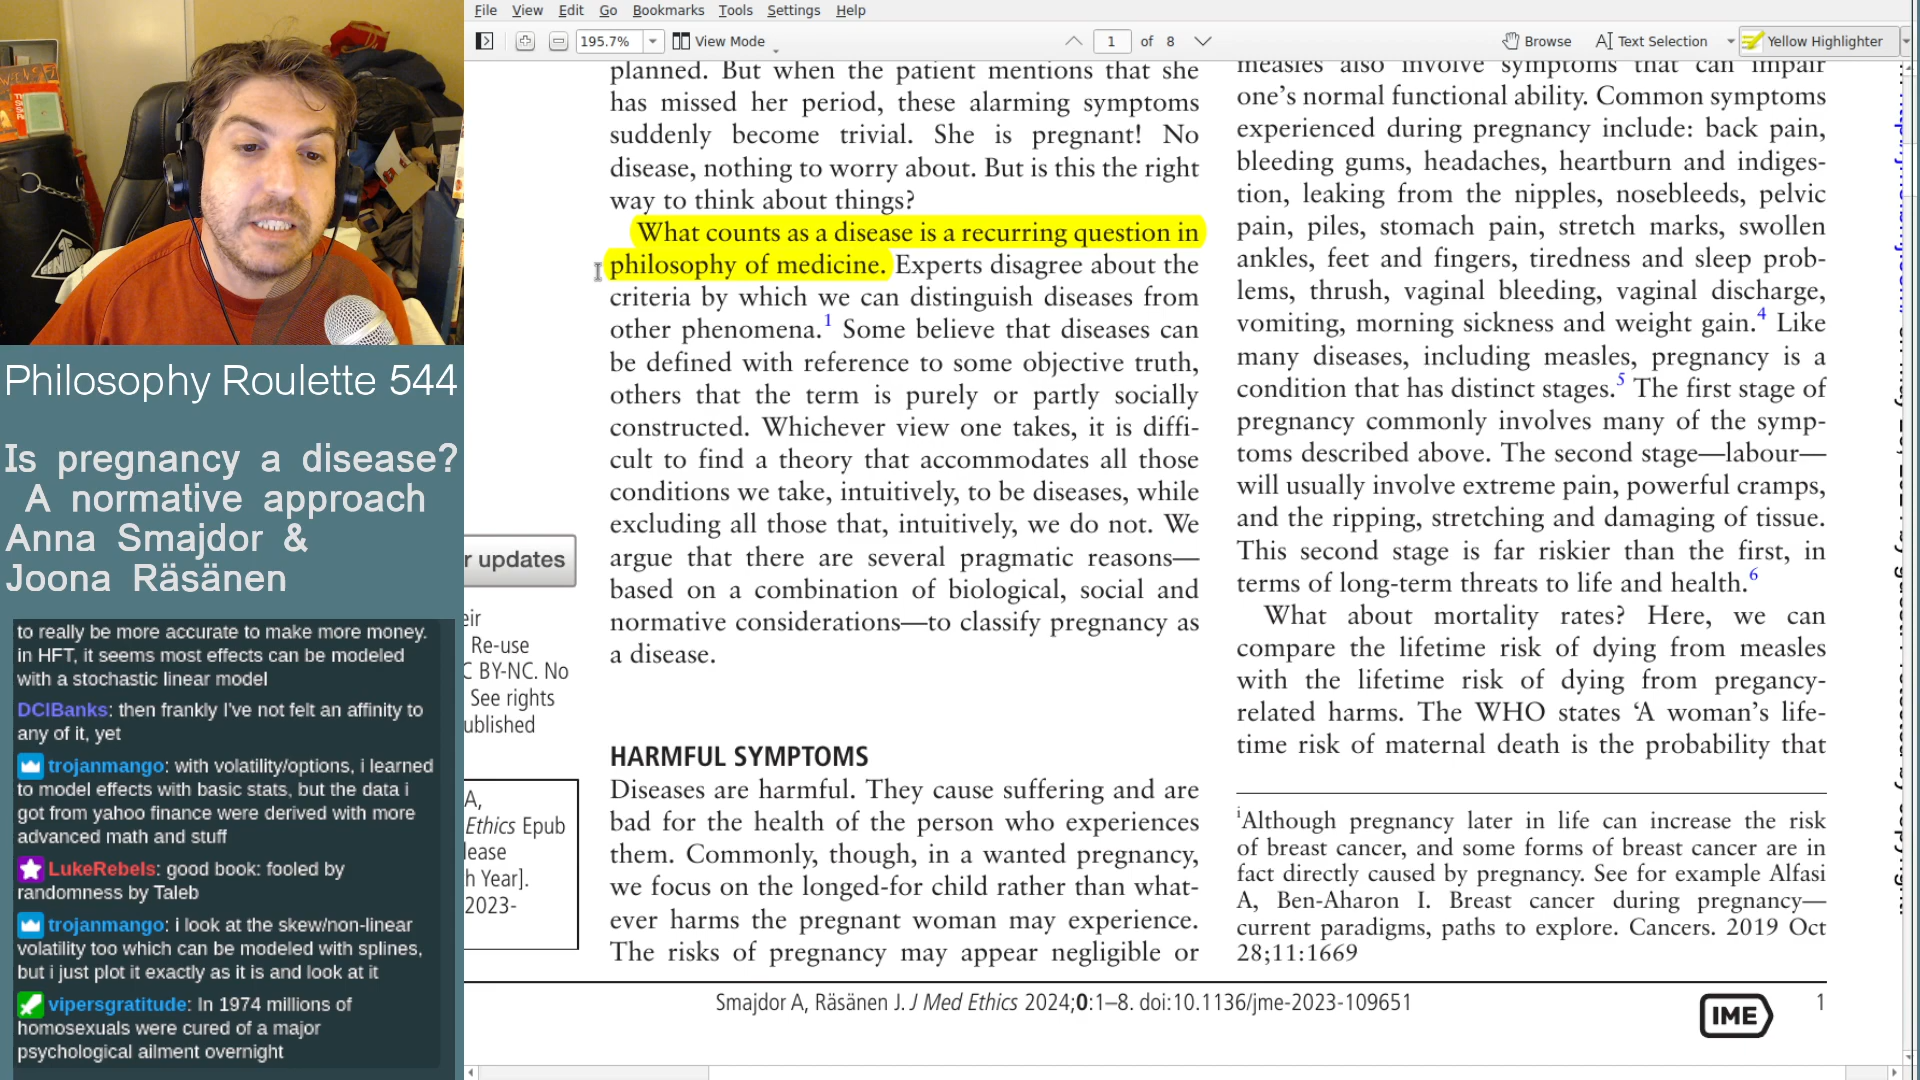 File View Edit Go Bookmarks Tools Settings Help
195.7% View Mode 1 of 8 Browse Text Selection Yellow Highlighter
planned. But when the patient mentions that she
has missed her period, these alarming symptoms
suddenly become trivial. She is pregnant! No
disease, nothing to worry about. But is this the right
way to think about things?
What counts as a disease is a recurring question in
philosophy of medicine. Experts disagree about the
criteria by which we can distinguish diseases from
other phenomena.1 Some believe that diseases can
be defined with reference to some objective truth,
others that the term is purely or partly socially
constructed. Whichever view one takes, it is diffi-
cult to find a theory that accommodates all those
conditions we take, intuitively, to be diseases, while
excluding all those that, intuitively, we do not. We
argue that there are several pragmatic reasons—
based on a combination of biological, social and
normative considerations—to classify pregnancy as
a disease.
HARMFUL SYMPTOMS
Diseases are harmful. They cause suffering and are
bad for the health of the person who experiences
them. Commonly, though, in a wanted pregnancy,
we focus on the longed-for child rather than what-
ever harms the pregnant woman may experience.
The risks of pregnancy may appear negligible or
measles also involve symptoms that can impair
one's normal functional ability. Common symptoms
experienced during pregnancy include: back pain,
bleeding gums, headaches, heartburn and indiges-
tion, leaking from the nipples, nosebleeds, pelvic
pain, piles, stomach pain, stretch marks, swollen
ankles, feet and fingers, tiredness and sleep prob-
lems, thrush, vaginal bleeding, vaginal discharge,
vomiting, morning sickness and weight gain.4 Like
many diseases, including measles, pregnancy is a
condition that has distinct stages.5 The first stage of
pregnancy commonly involves many of the symp-
toms described above. The second stage—labour—
will usually involve extreme pain, powerful cramps,
and the ripping, stretching and damaging of tissue.
This second stage is far riskier than the first, in
terms of long-term threats to life and health.6
What about mortality rates? Here, we can
compare the lifetime risk of dying from measles
with the lifetime risk of dying from pregancy-
related harms. The WHO states 'A woman's life-
time risk of maternal death is the probability that
iAlthough pregnancy later in life can increase the risk
of breast cancer, and some forms of breast cancer are in
fact directly caused by pregnancy. See for example Alfasi
A, Ben-Aharon I. Breast cancer during pregnancy—
current paradigms, paths to explore. Cancers. 2019 Oct
28;11:1669
r updates
eir
Re-use
C BY-NC. No
See rights
ublished
A,
Ethics Epub
lease
h Year].
2023-
Smajdor A, Räsänen J. J Med Ethics 2024;0:1–8. doi:10.1136/jme-2023-109651
IME
1
Philosophy Roulette 544
Is pregnancy a disease?
A normative approach
Anna Smajdor &
Joona Räsänen
to really be more accurate to make more money.
in HFT, it seems most effects can be modeled
with a stochastic linear model
DCIBanks: then frankly I've not felt an affinity to
any of it, yet
trojanmango: with volatility/options, i learned
to model effects with basic stats, but the data i
got from yahoo finance were derived with more
advanced math and stuff
LukeRebels: good book: fooled by
randomness by Taleb
trojanmango: i look at the skew/non-linear
volatility too which can be modeled with splines,
but i just plot it exactly as it is and look at it
vipersgratitude: In 1974 millions of
homosexuals were cured of a major
psychological ailment overnight